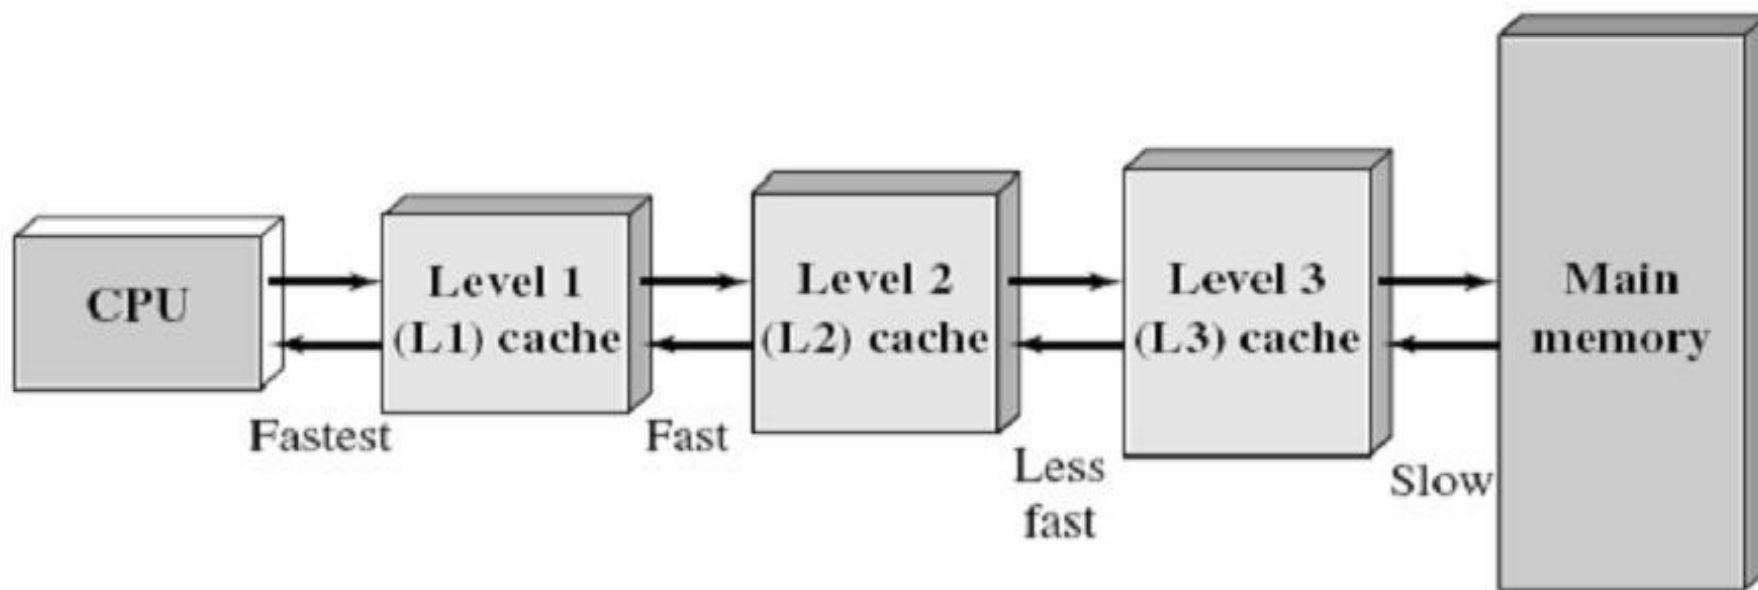 CPU
Level 1
(L1) cache
Level 2
(L2) cache
Level 3
(L3) cache
Main
memory
Fastest
Fast
Less
fast
Slow